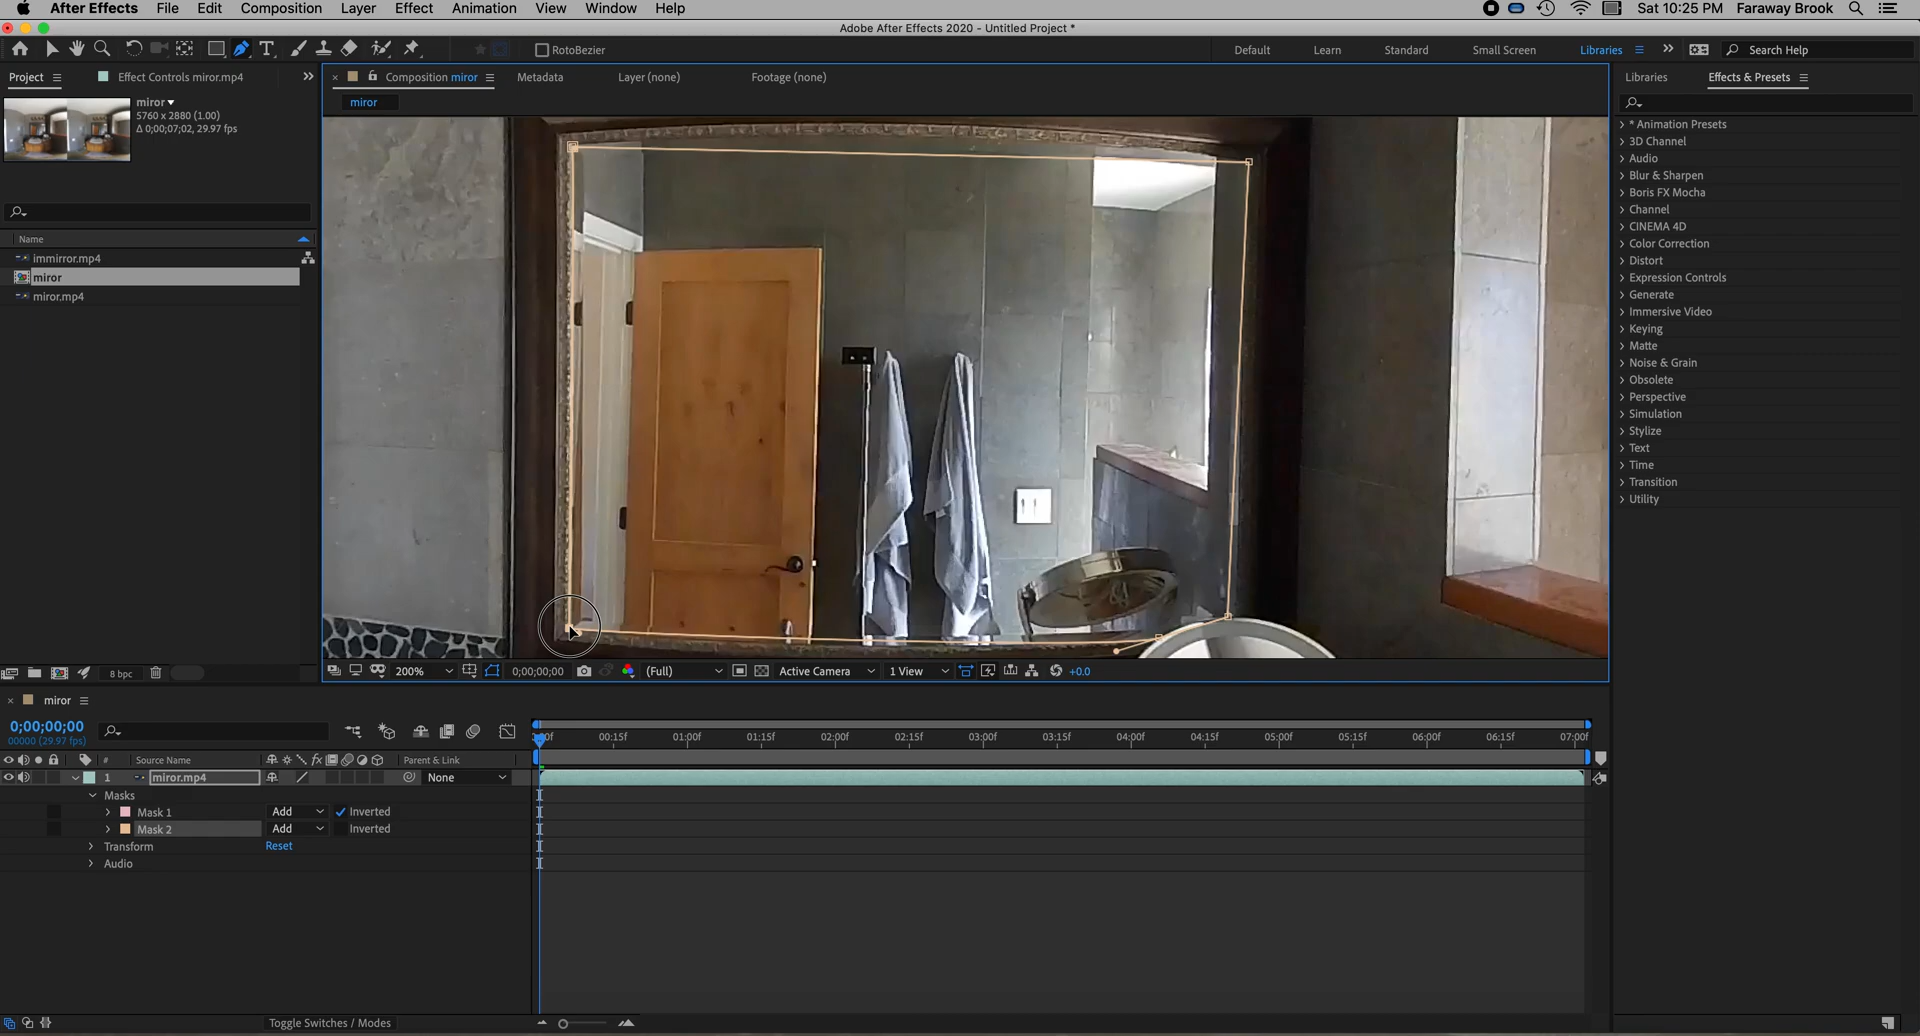 After Effects File Edit Composition Layer Effect Animation View Window Help Sat 10:25 PM Faraway Brook
Adobe After Effects 2020 - Untitled Project *
RotoBezier Default Learn Standard Small Screen Libraries Search Help
Project Effect Controls miror.mp4 Composition miror Metadata Layer (none) Footage (none) Libraries Effects & Presets
miror
5760 x 2880 (1.00)
Δ 0;00;07;02, 29.97 fps
miror
Name
immirror.mp4
miror
miror.mp4
* Animation Presets
3D Channel
Audio
Blur & Sharpen
Boris FX Mocha
Channel
CINEMA 4D
Color Correction
Distort
Expression Controls
Generate
Immersive Video
Keying
Matte
Noise & Grain
Obsolete
Perspective
Simulation
Stylize
Text
Time
Transition
Utility
8 bpc
200% 0;00;00;00 (Full) Active Camera 1 View +0.0
miror
0;00;00;00
00000 (29.97 fps)
00:15f 01:00f 01:15f 02:00f 02:15f 03:00f 03:15f 04:00f 04:15f 05:00f 05:15f 06:00f 06:15f 07:00f
# Source Name fx Parent & Link
1 miror.mp4 None
Masks
Mask 1 Add Inverted
Mask 2 Add Inverted
Transform Reset
Audio
Toggle Switches / Modes